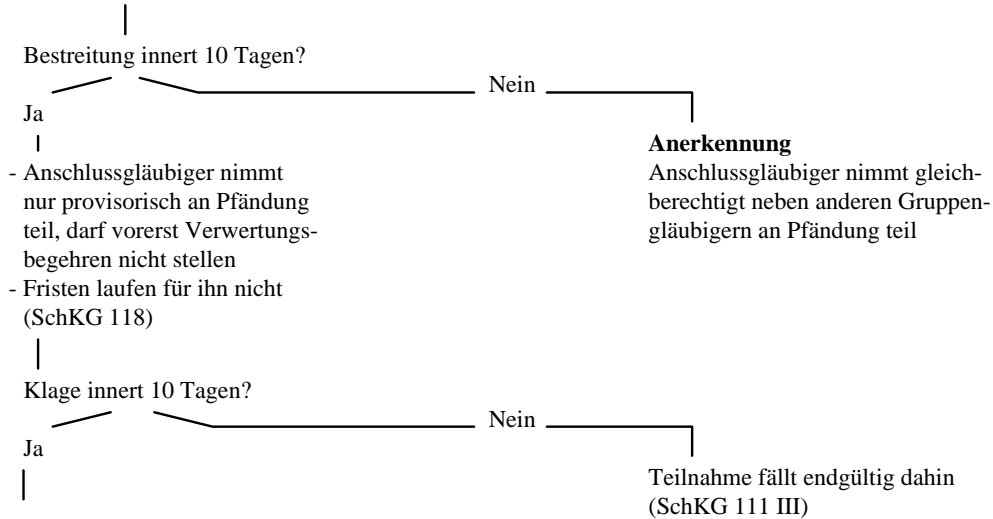 Bestreitung innert 10 Tagen?
Nein
Ja
Anerkennung
Anschlussgläubiger nimmt gleich-
berechtigt neben anderen Gruppen-
gläubigern an Pfändung teil
- Anschlussgläubiger nimmt
nur provisorisch an Pfändung
teil, darf vorerst Verwertungs-
begehren nicht stellen
- Fristen laufen für ihn nicht
(SchKG 118)
Klage innert 10 Tagen?
Nein
Ja
Teilnahme fällt endgültig dahin
(SchKG 111 III)